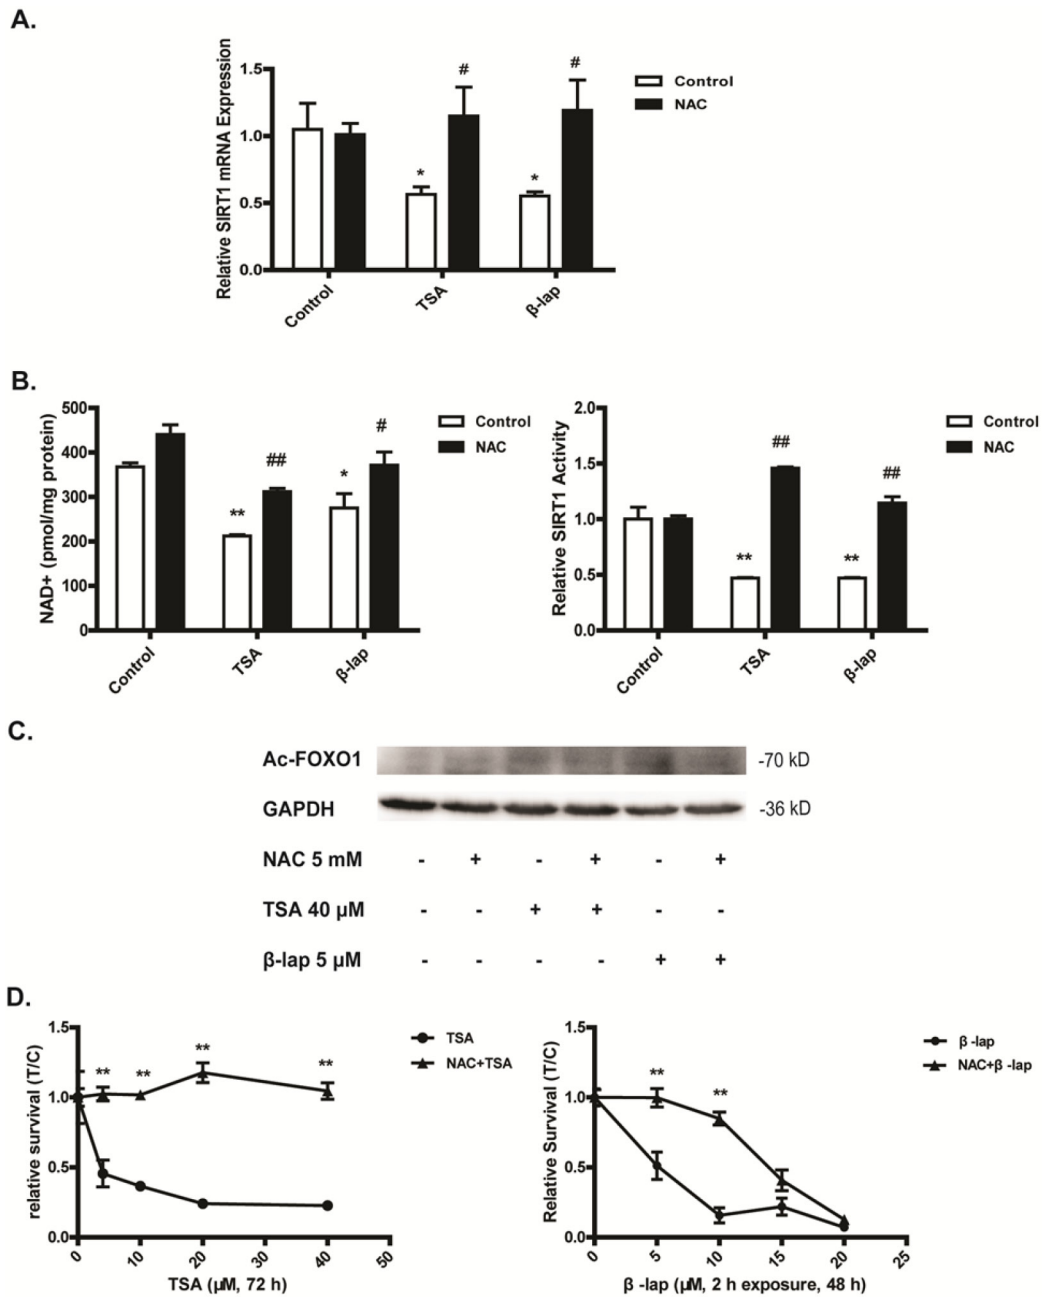 A.
Relative SIRT1 mRNA Expression
1.5
1.0
0.5
0.0
*
#
*
#
Control
NAC
Control
TSA
β-lap
B.
NAD+ (pmol/mg protein)
500
400
300
200
100
0
**
##
*
#
Control
NAC
Control
TSA
β-lap
Relative SIRT1 Activity
2.0
1.5
1.0
0.5
0.0
**
##
**
##
Control
NAC
Control
TSA
β-lap
C.
Ac-FOXO1 -70 kD
GAPDH -36 kD
NAC 5 mM - + - + - +
TSA 40 μM - - + + - -
β-lap 5 μM - - - - + +
D.
relative survival (T/C)
1.5
1.0
0.5
0.0
** ** ** **
TSA
NAC+TSA
0 10 20 30 40 50
TSA (μM, 72 h)
Relative Survival (T/C)
1.5
1.0
0.5
0.0
** **
β -lap
NAC+β -lap
0 5 10 15 20 25
β -lap (μM, 2 h exposure, 48 h)